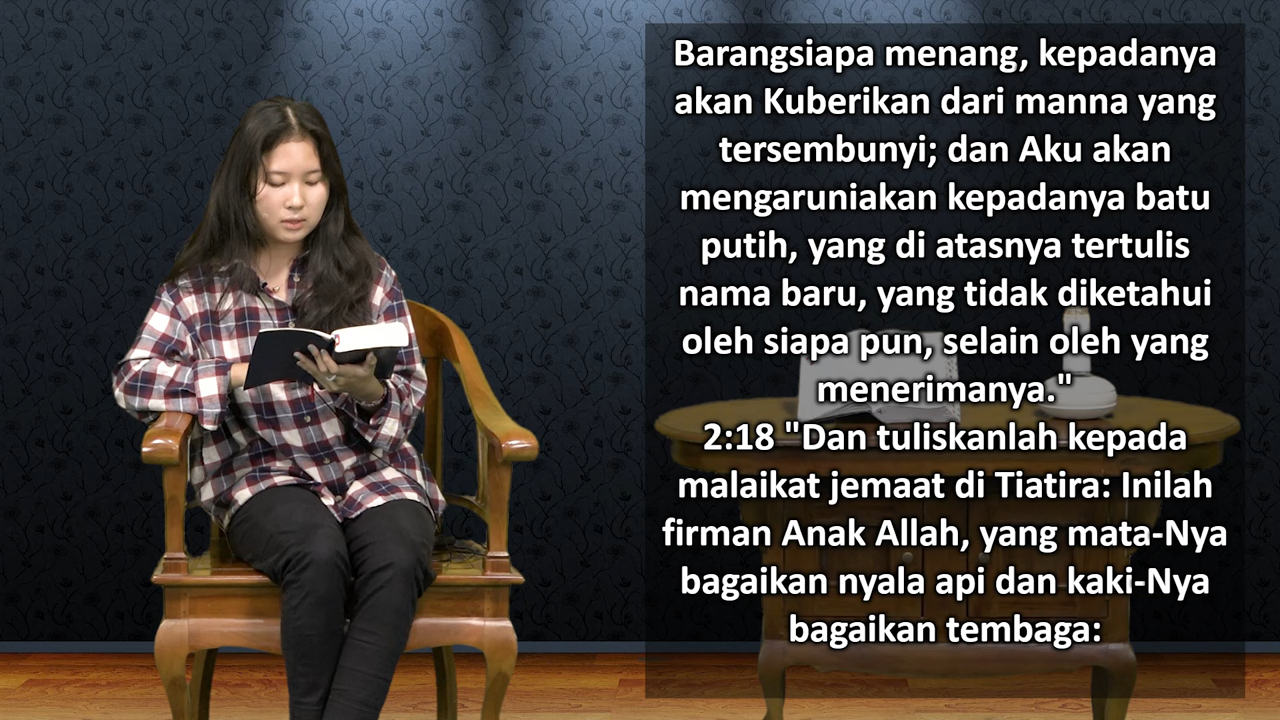 Barangsiapa menang, kepadanya
akan Kuberikan dari manna yang
tersembunyi; dan Aku akan
mengaruniakan kepadanya batu
putih, yang di atasnya tertulis
nama baru, yang tidak diketahui
oleh siapa pun, selain oleh yang
menerimanya."
2:18 "Dan tuliskanlah kepada
malaikat jemaat di Tiatira: Inilah
firman Anak Allah, yang mata-Nya
bagaikan nyala api dan kaki-Nya
bagaikan tembaga: